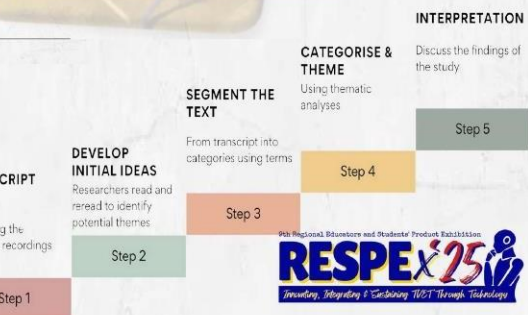 INTERPRETATION
Discuss the findings of
the study
Step 5
CATEGORISE &
THEME
Using thematic
analyses
Step 4
SEGMENT THE
TEXT
From transcript into
categories using terms
Step 3
DEVELOP
INITIAL IDEAS
Researchers read and
reread to identify
potential themes
Step 2
CRIPT
g the
recordings
Step 1
9th Regional Educators and Students' Product Exhibition
RESPEX'25
Innovating, Integrating & Sustaining TVET Through Technology